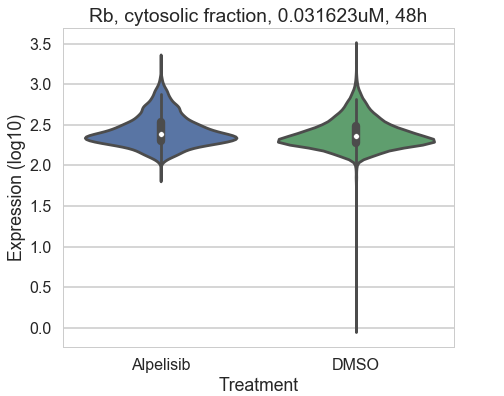 Rb, cytosolic fraction, 0.031623uM, 48h
3.5
3.0
2.5
2.0
1.5
1.0
0.5
0.0
Expression (log10)
Alpelisib DMSO
Treatment